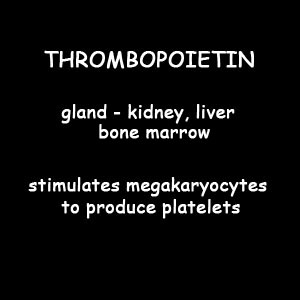 THROMBOPOIETIN
gland - kidney, liver
bone marrow
stimulates megakaryocytes
to produce platelets